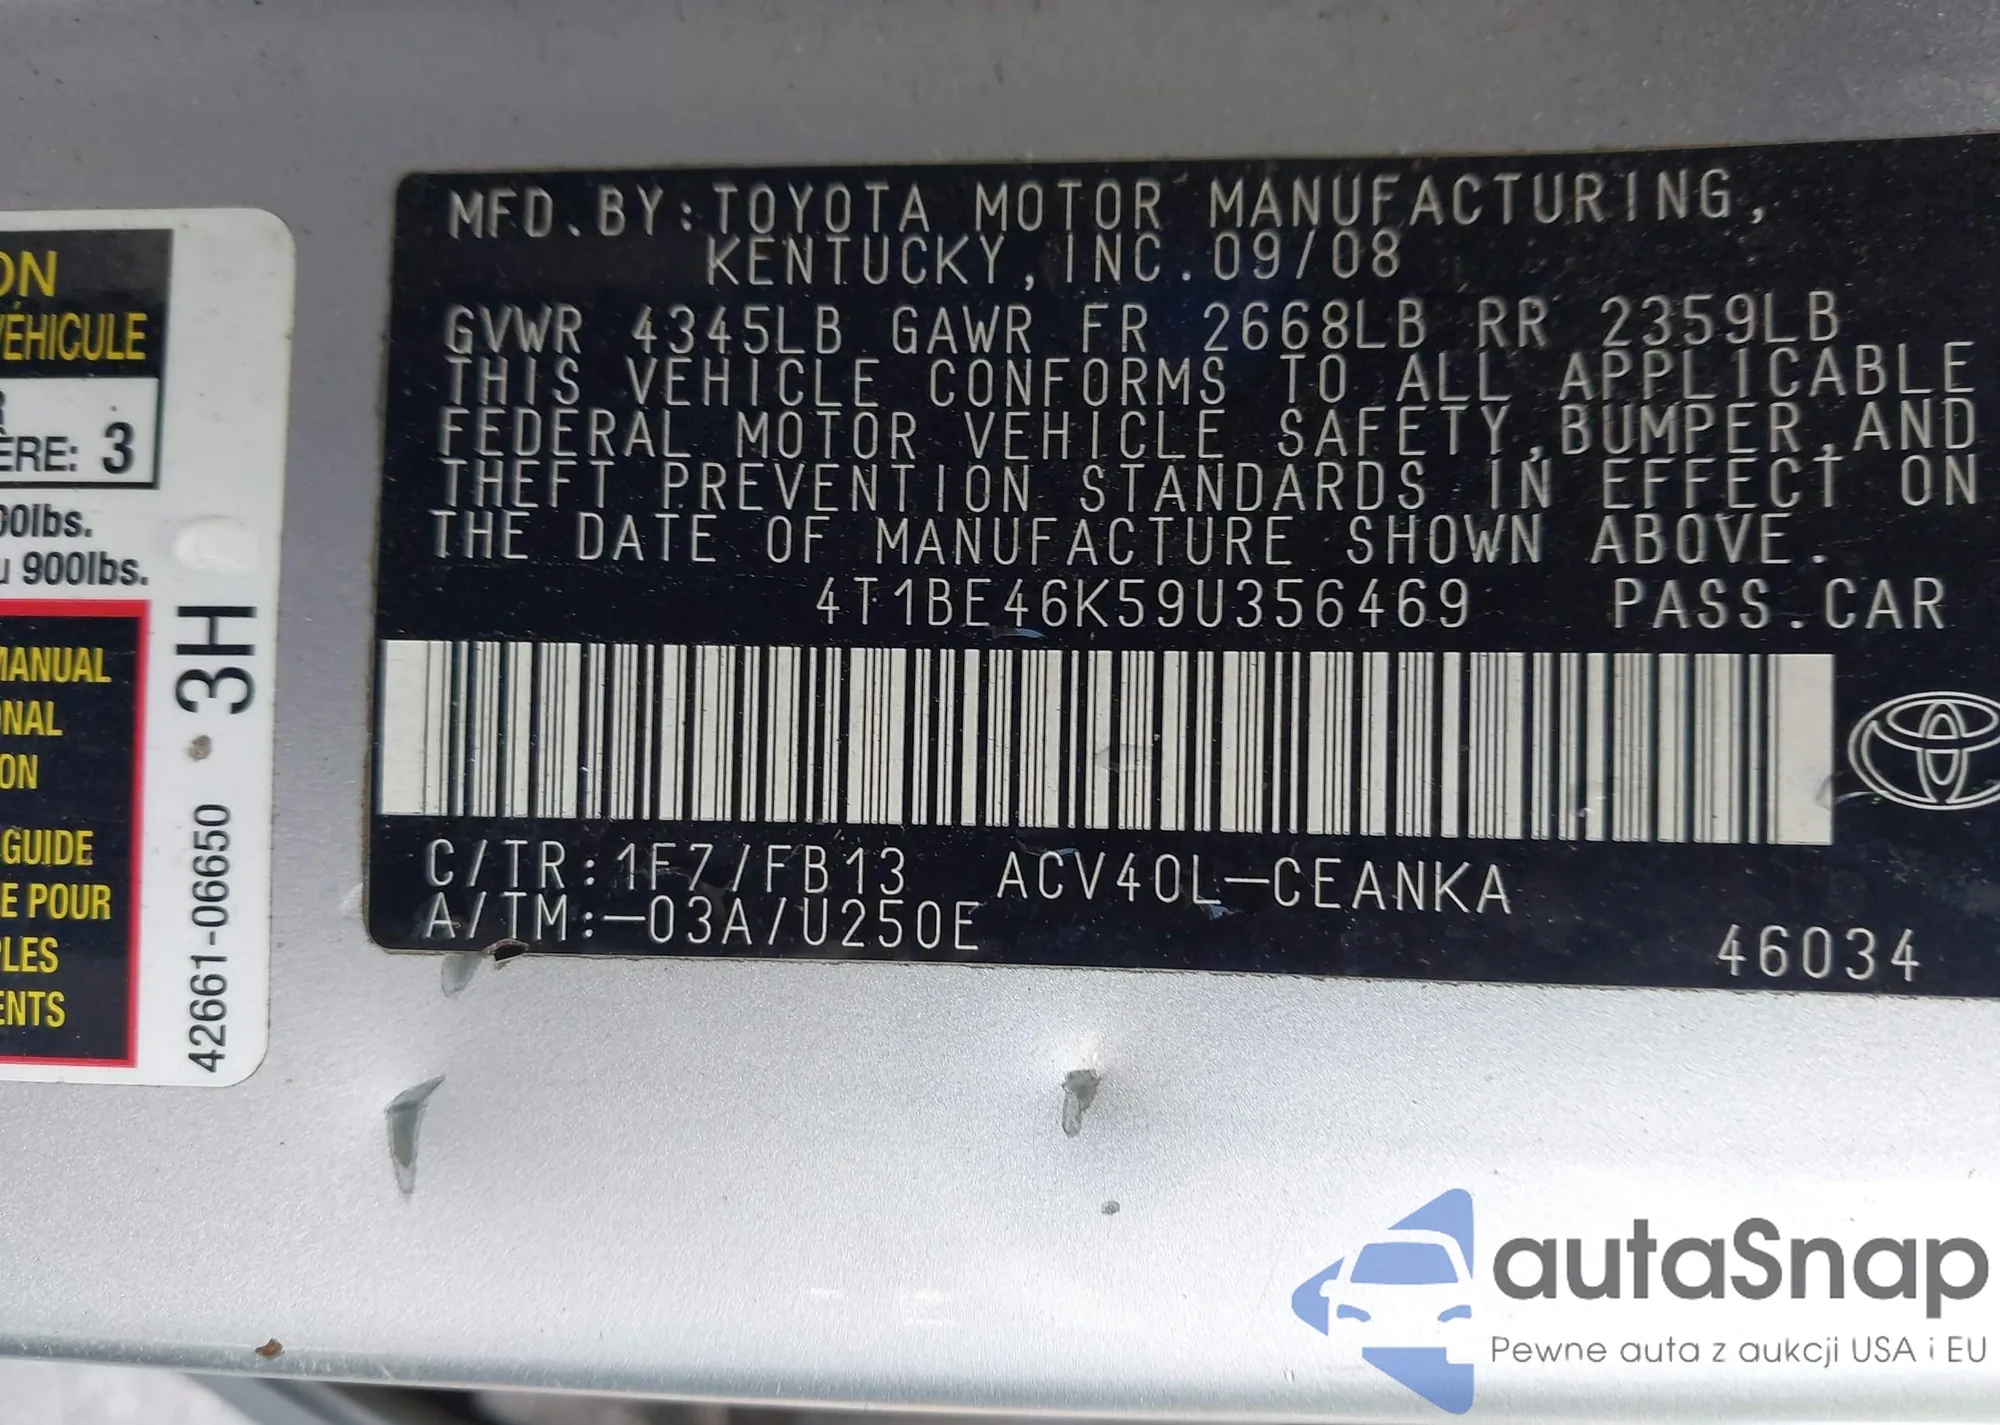 ON
VÉHICULE
R
ERE: 3
00lbs.
u 900lbs.
MANUAL
ONAL
ON
GUIDE
E POUR
PLES
ENTS
3H
42661-06650
MFD.BY:TOYOTA MOTOR MANUFACTURING,
KENTUCKY,INC.09/08
GVWR 4345LB GAWR FR 2668LB RR 2359LB
THIS VEHICLE CONFORMS TO ALL APPLICABLE
FEDERAL MOTOR VEHICLE SAFETY,BUMPER,AND
THEFT PREVENTION STANDARDS IN EFFECT ON
THE DATE OF MANUFACTURE SHOWN ABOVE.
4T1BE46K59U356469 PASS.CAR
C/TR:1F7/FB13 ACV40L-CEANKA
A/TM:-03A/U250E
46034
autaSnap
Pewne auta z aukcji USA i EU